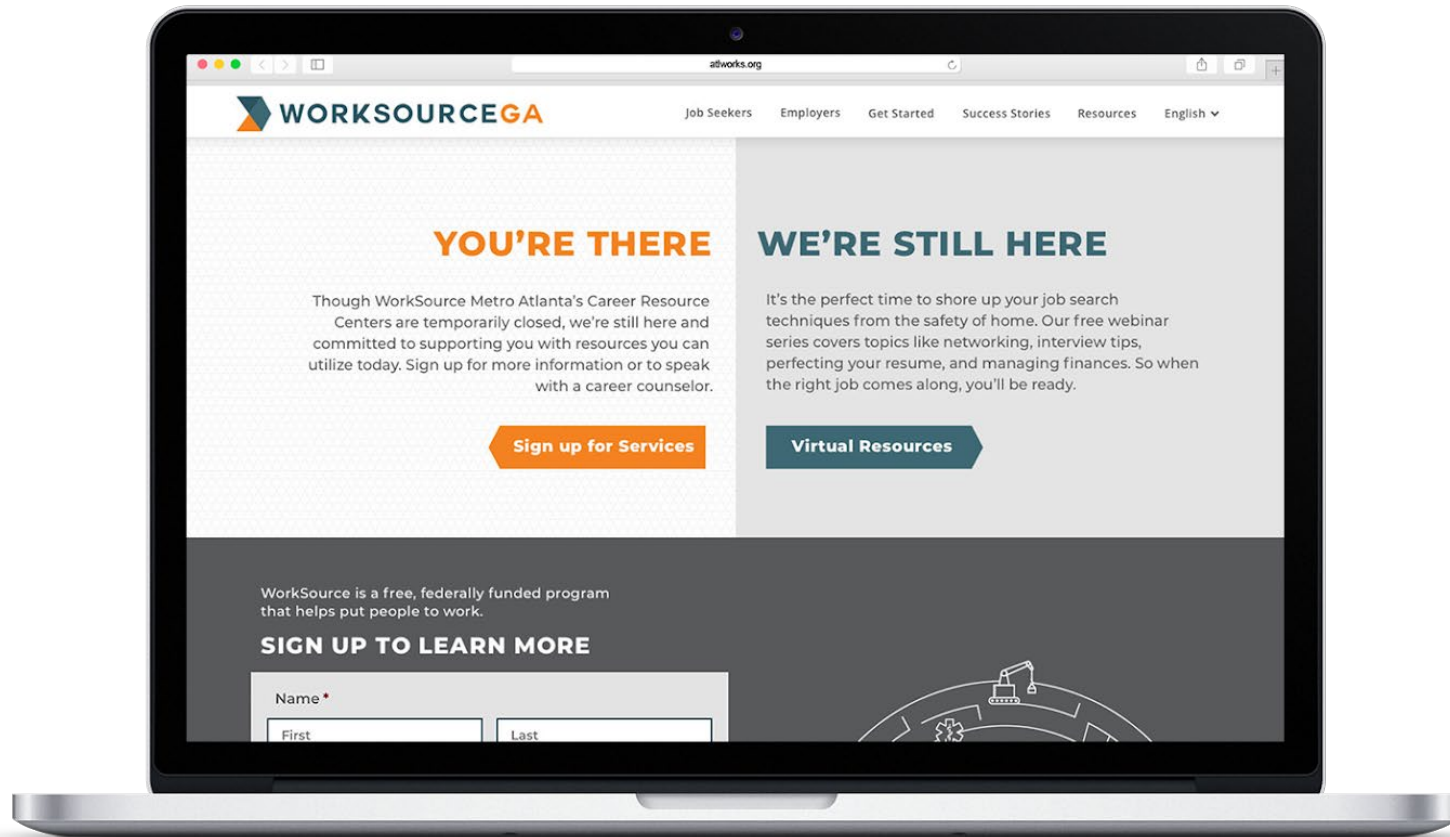 atlworks.org
WORKSOURCEGA
Job Seekers Employers Get Started Success Stories Resources English
YOU'RE THERE
Though WorkSource Metro Atlanta's Career Resource
Centers are temporarily closed, we're still here and
committed to supporting you with resources you can
utilize today. Sign up for more information or to speak
with a career counselor.
Sign up for Services
WE'RE STILL HERE
It's the perfect time to shore up your job search
techniques from the safety of home. Our free webinar
series covers topics like networking, interview tips,
perfecting your resume, and managing finances. So when
the right job comes along, you'll be ready.
Virtual Resources
WorkSource is a free, federally funded program
that helps put people to work.
SIGN UP TO LEARN MORE
Name *
First
Last